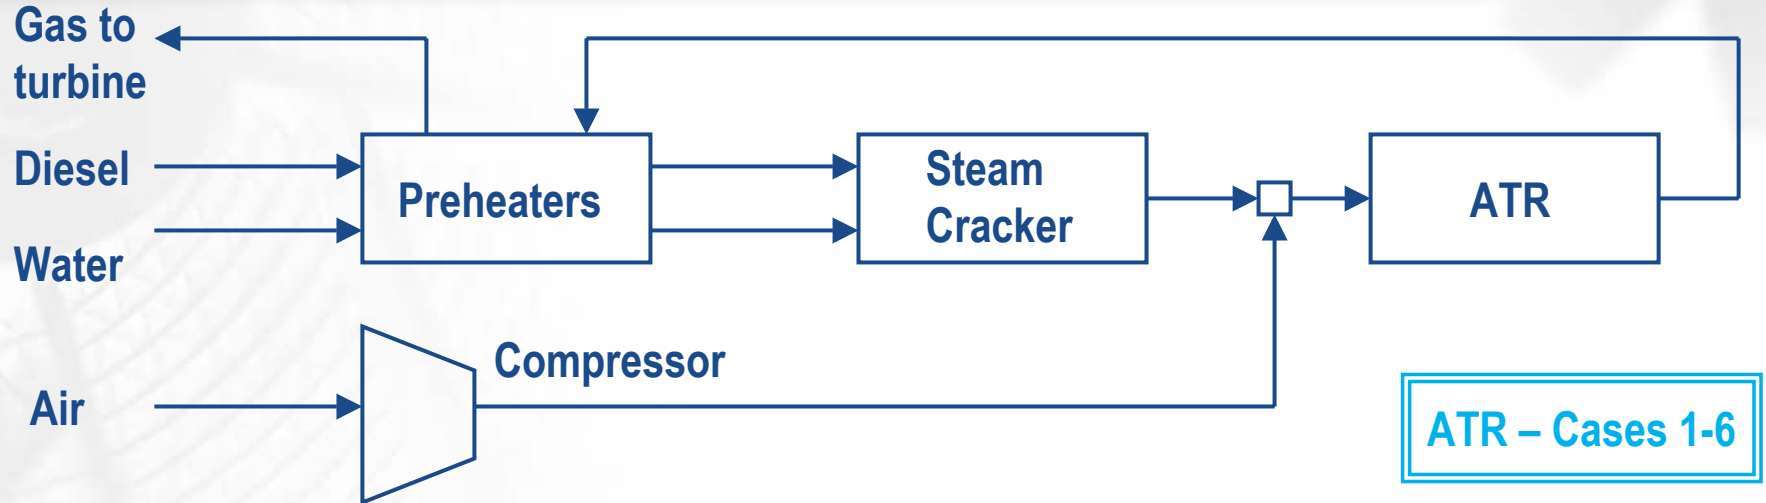 Gas to
turbine
Diesel
Preheaters
Steam
Cracker
ATR
Water
Compressor
Air
ATR – Cases 1-6